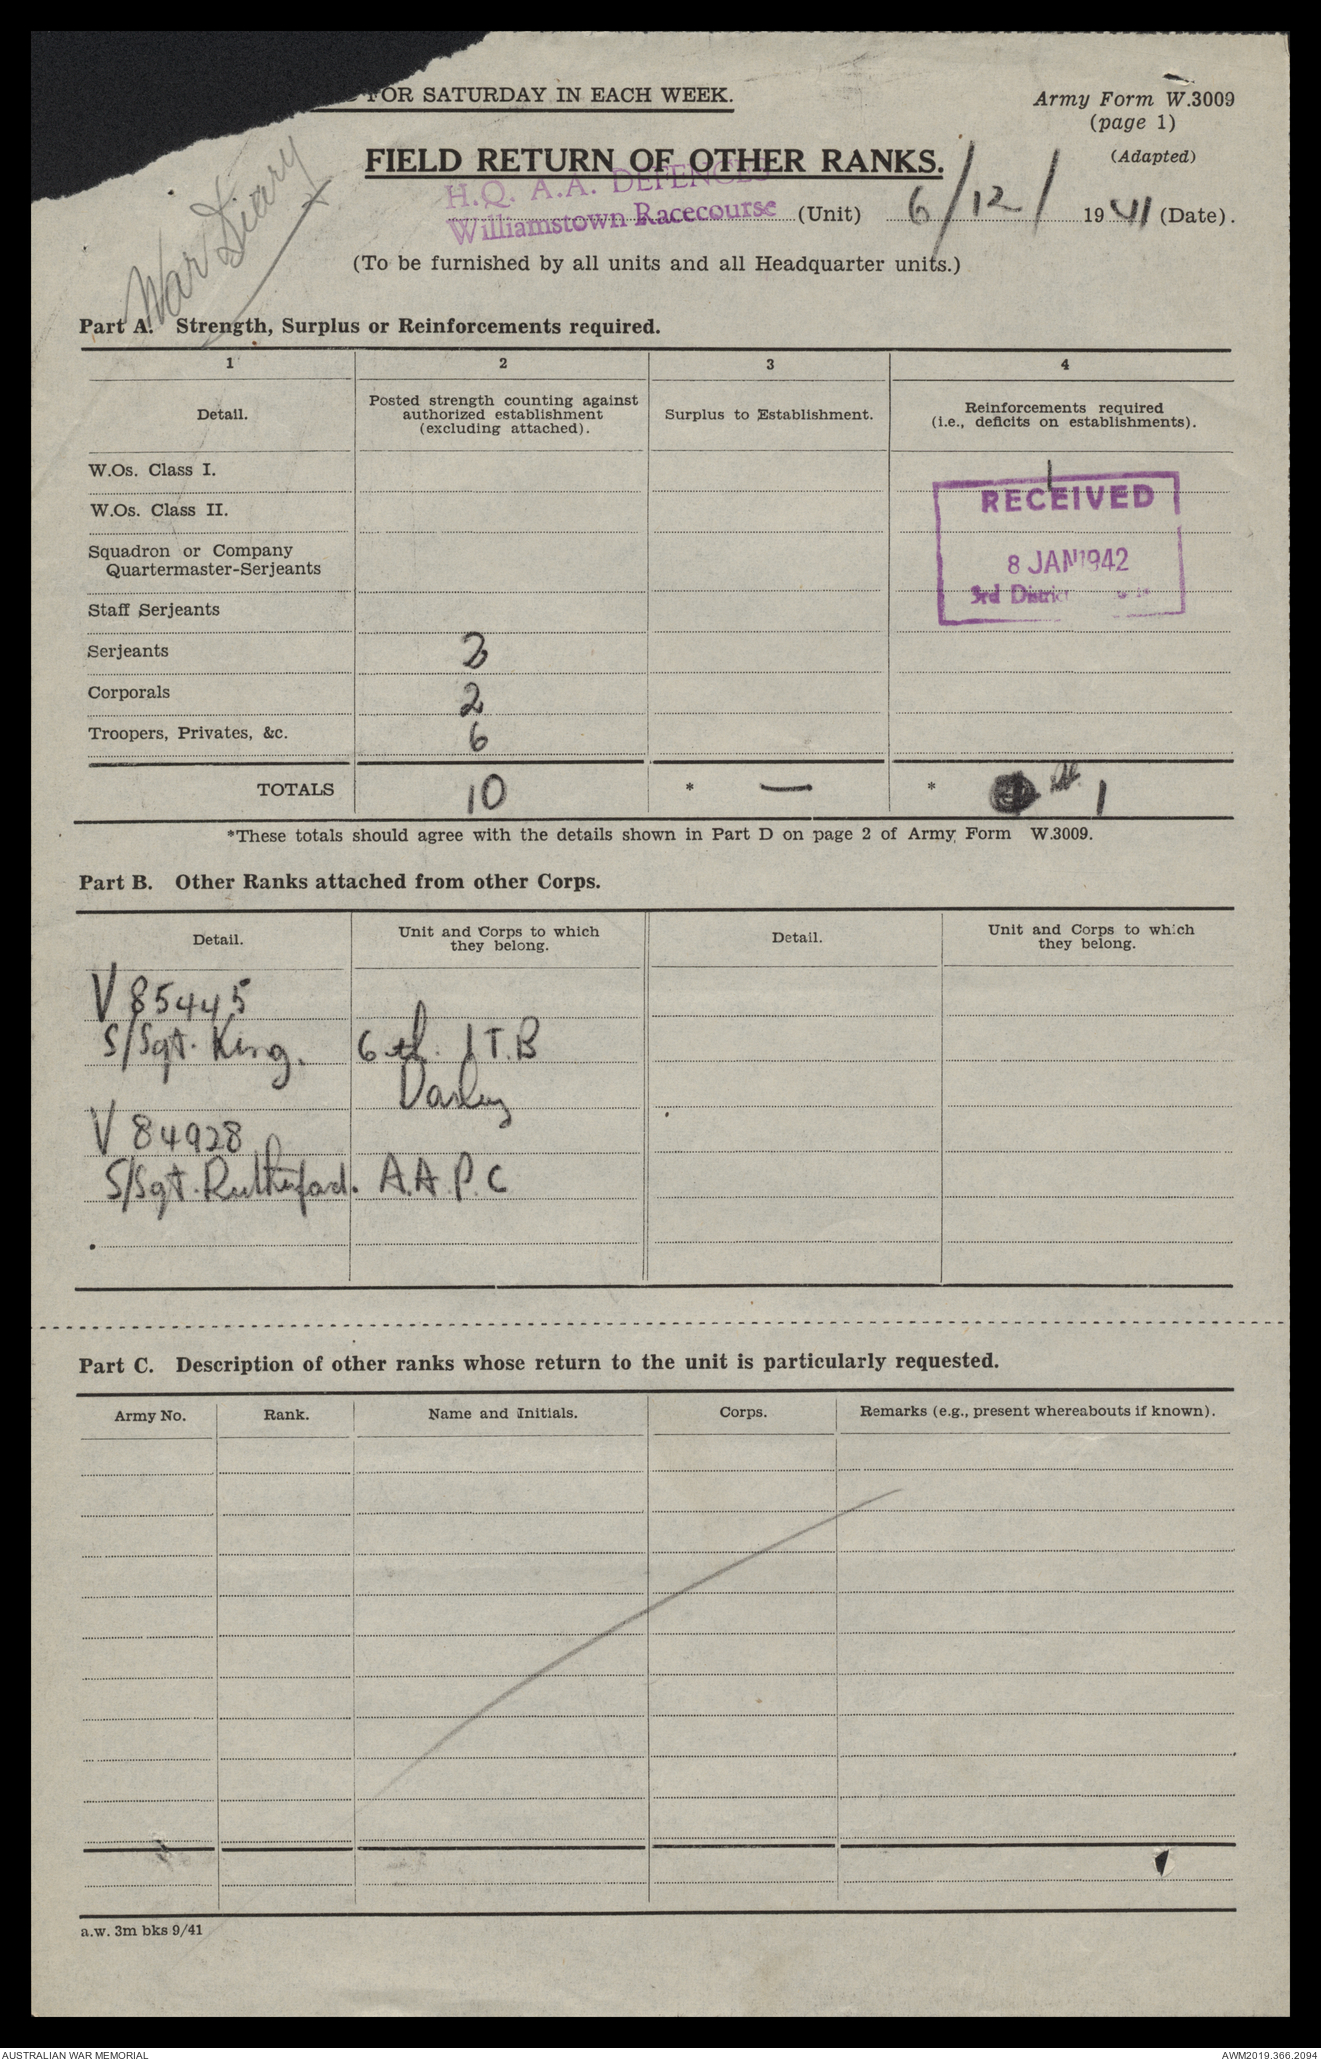 FOR SATURDAY IN EACH WEEK.
Army Form W.3009
(page 1)
(Adapted)
War Diary
FIELD RETURN OF OTHER RANKS.
H.Q. A.A. DEFENCES
Williamstown Racecourse (Unit) 6/12/ 1941 (Date).
(To be furnished by all units and all Headquarter units.)
Part A. Strength, Surplus or Reinforcements required.
1 2 3 4
Detail.
Posted strength counting against authorized establishment (excluding attached).
Surplus to Establishment.
Reinforcements required (i.e., deficits on establishments).
W.Os. Class I. 1
W.Os. Class II.
Squadron or Company
Quartermaster-Serjeants
Staff Serjeants
RECEIVED
8 JAN 1942
3rd District
Serjeants
Corporals 2
Troopers, Privates, &c. 6
TOTALS 10 * — * 1
*These totals should agree with the details shown in Part D on page 2 of Army Form W.3009.
Part B. Other Ranks attached from other Corps.
Detail.
Unit and Corps to which they belong.
Detail.
Unit and Corps to which they belong.
V 85445
S/Sgt. King. 6th. I T.B
Darley
V 84928
S/Sgt. Rutherford. A.A.P.C
Part C. Description of other ranks whose return to the unit is particularly requested.
Army No. Rank. Name and Initials. Corps. Remarks (e.g., present whereabouts if known).
a.w. 3m bks 9/41
AUSTRALIAN WAR MEMORIAL
AWM2019.366.2094